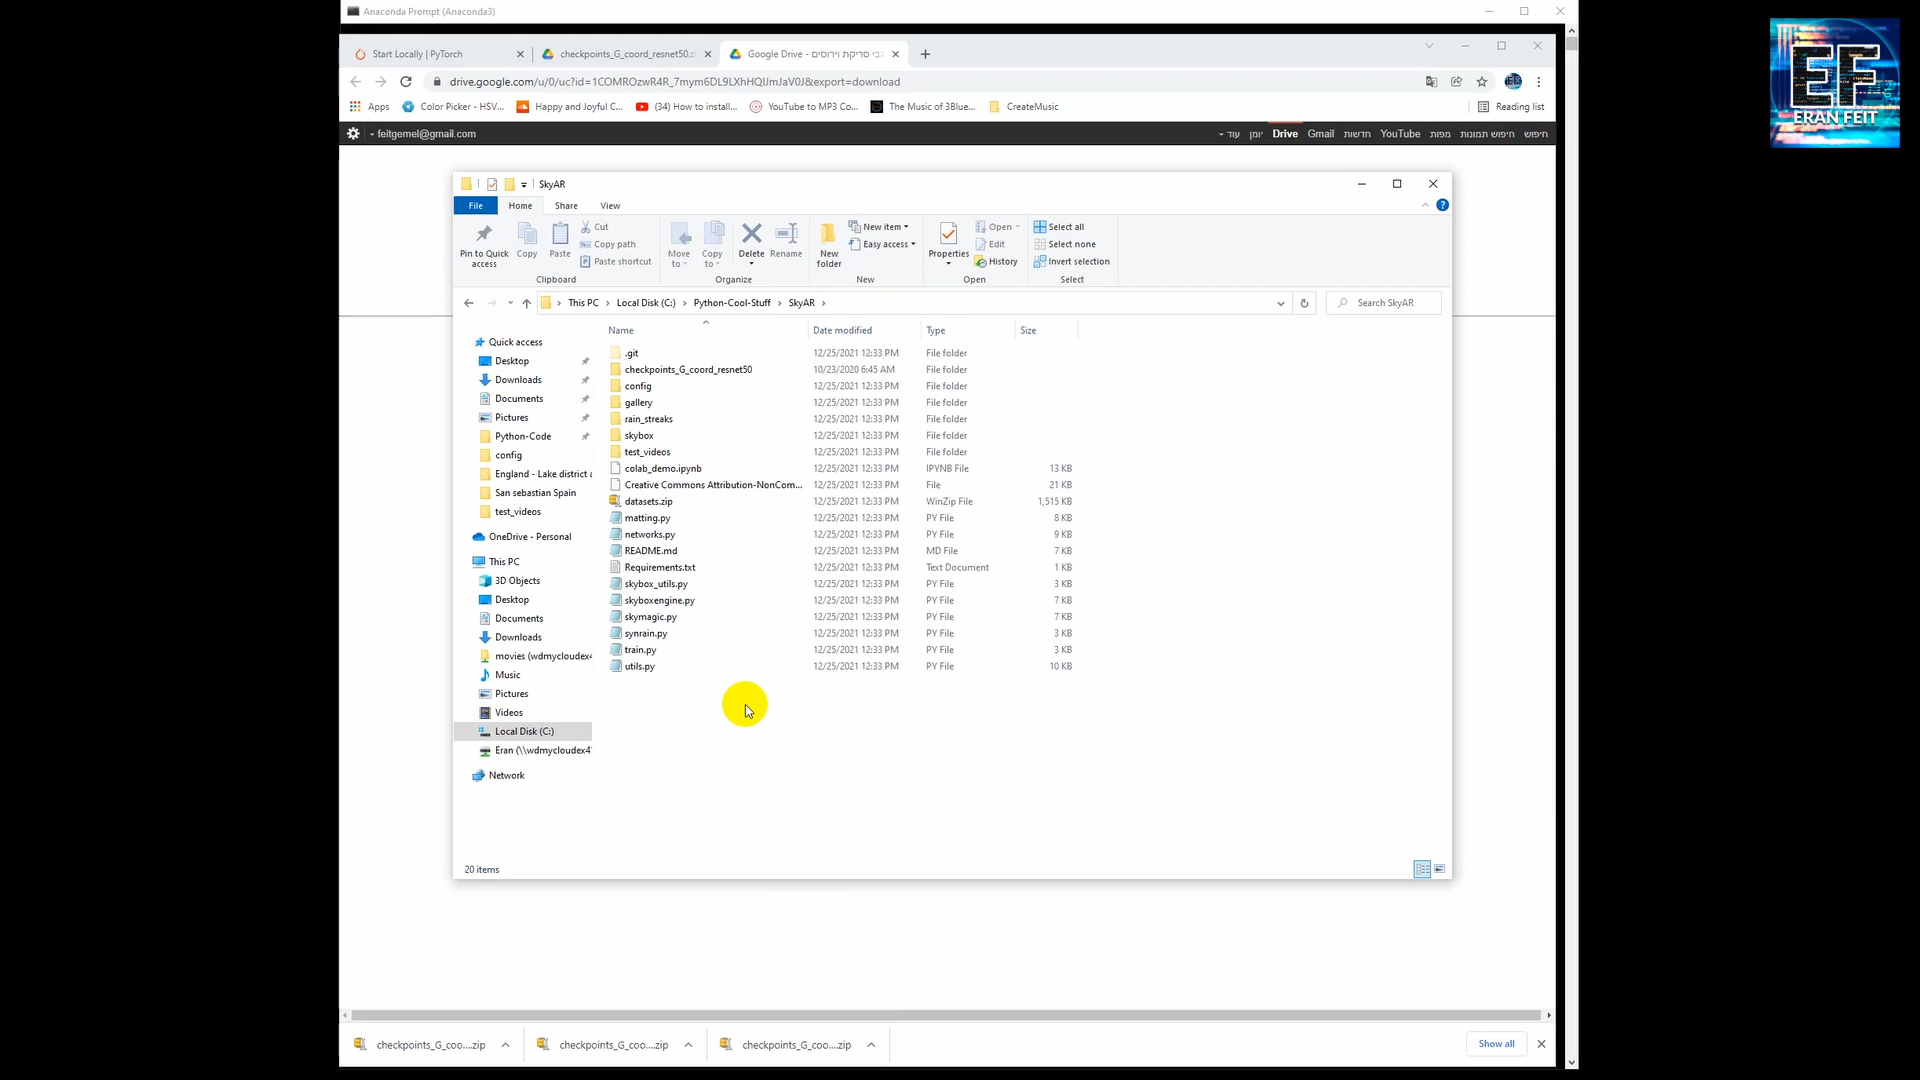 Anaconda Prompt (Anaconda3)
Start Locally | PyTorch
checkpoints_G_coord_resnet50.z
Google Drive - גבי סריקת וירוסים
drive.google.com/u/0/uc?id=1COMROzwR4R_7mym6DL9LXhHQlJmJaV0J&export=download
Apps
Color Picker - HSV...
Happy and Joyful C...
(34) How to install...
YouTube to MP3 Co...
The Music of 3Blue...
CreateMusic
Reading list
feitgemel@gmail.com
חיפוש חיפוש תמונות מפות YouTube חדשות Gmail Drive יומן עוד
EF
ERAN FEIT
SkyAR
File
Home
Share
View
Pin to Quick access
Copy
Paste
Cut
Copy path
Paste shortcut
Clipboard
Move to
Copy to
Delete
Rename
Organize
New folder
New item
Easy access
New
Properties
Open
Edit
History
Open
Select all
Select none
Invert selection
Select
This PC > Local Disk (C:) > Python-Cool-Stuff > SkyAR >
Search SkyAR
Quick access
Desktop
Downloads
Documents
Pictures
Python-Code
config
England - Lake district a
San sebastian Spain
test_videos
OneDrive - Personal
This PC
3D Objects
Desktop
Documents
Downloads
movies (wdmycloudex4
Music
Pictures
Videos
Local Disk (C:)
Eran (\\wdmycloudex4
Network
Name Date modified Type Size
.git 12/25/2021 12:33 PM File folder
checkpoints_G_coord_resnet50 10/23/2020 6:45 AM File folder
config 12/25/2021 12:33 PM File folder
gallery 12/25/2021 12:33 PM File folder
rain_streaks 12/25/2021 12:33 PM File folder
skybox 12/25/2021 12:33 PM File folder
test_videos 12/25/2021 12:33 PM File folder
colab_demo.ipynb 12/25/2021 12:33 PM IPYNB File 13 KB
Creative Commons Attribution-NonCom... 12/25/2021 12:33 PM File 21 KB
datasets.zip 12/25/2021 12:33 PM WinZip File 1,515 KB
matting.py 12/25/2021 12:33 PM PY File 8 KB
networks.py 12/25/2021 12:33 PM PY File 9 KB
README.md 12/25/2021 12:33 PM MD File 7 KB
Requirements.txt 12/25/2021 12:33 PM Text Document 1 KB
skybox_utils.py 12/25/2021 12:33 PM PY File 3 KB
skyboxengine.py 12/25/2021 12:33 PM PY File 7 KB
skymagic.py 12/25/2021 12:33 PM PY File 7 KB
synrain.py 12/25/2021 12:33 PM PY File 3 KB
train.py 12/25/2021 12:33 PM PY File 3 KB
utils.py 12/25/2021 12:33 PM PY File 10 KB
20 items
checkpoints_G_coo....zip
checkpoints_G_coo....zip
checkpoints_G_coo....zip
Show all